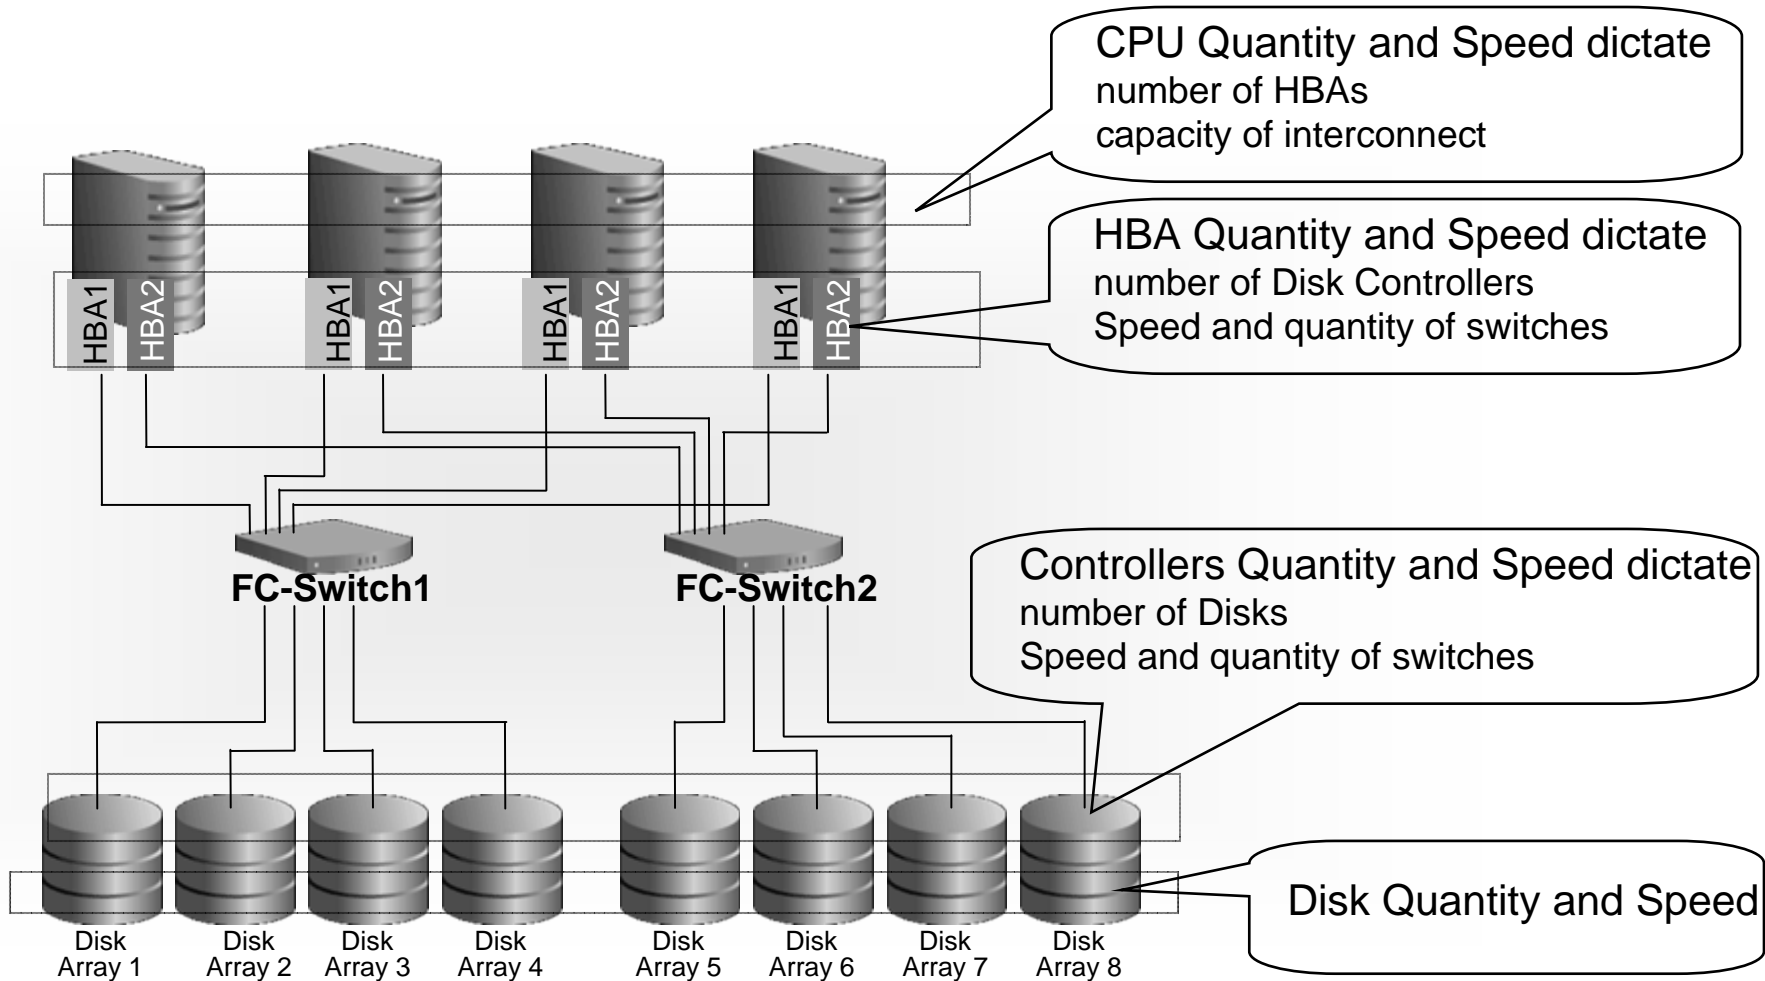 CPU Quantity and Speed dictate
number of HBAs
capacity of interconnect
HBA Quantity and Speed dictate
number of Disk Controllers
Speed and quantity of switches
HBA1
HBA2
HBA1
HBA2
HBA1
HBA2
HBA1
HBA2
FC-Switch1
FC-Switch2
Controllers Quantity and Speed dictate
number of Disks
Speed and quantity of switches
Disk Quantity and Speed
Disk
Array 1
Disk
Array 2
Disk
Array 3
Disk
Array 4
Disk
Array 5
Disk
Array 6
Disk
Array 7
Disk
Array 8